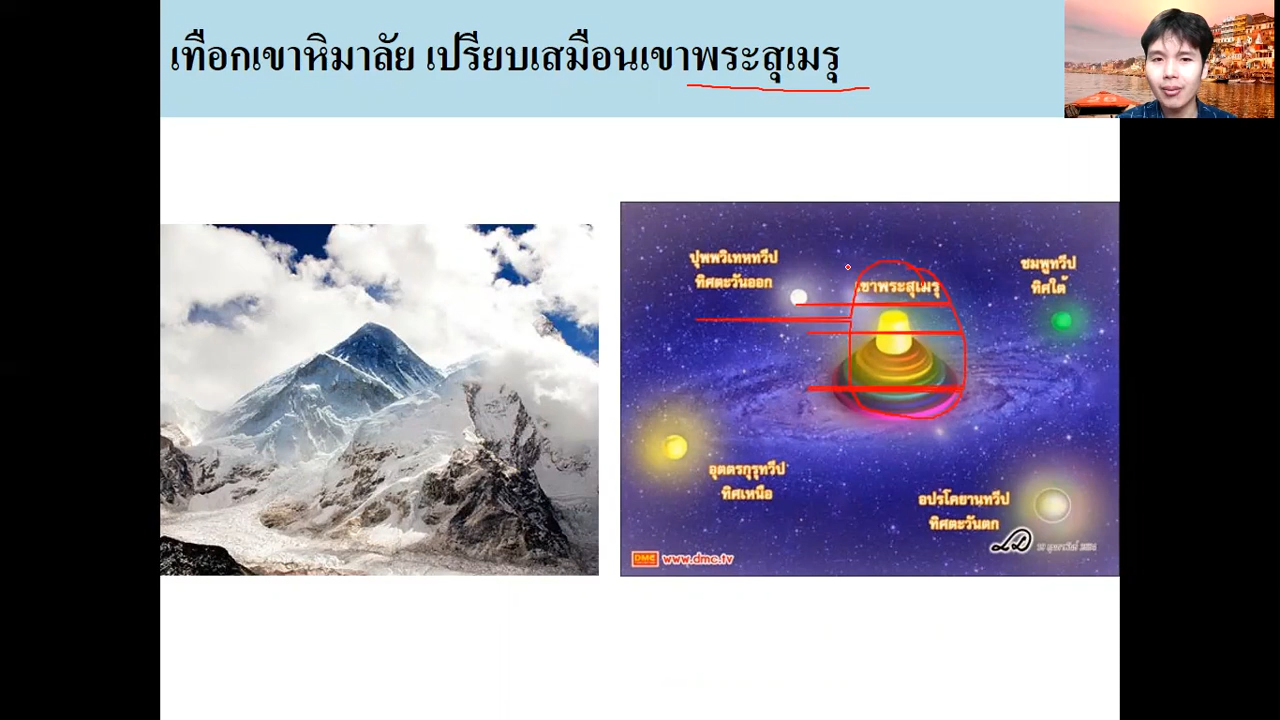 เทือกเขาหิมาลัย เปรียบเสมือนเขาพระสุเมรุ
ปุพพวิเทหทวีป
ทิศตะวันออก
เขาพระสุเมรุ
ชมพูทวีป
ทิศใต้
อุตตรกุรุทวีป
ทิศเหนือ
อปรโคยานทวีป
ทิศตะวันตก
DMC www.dmc.tv